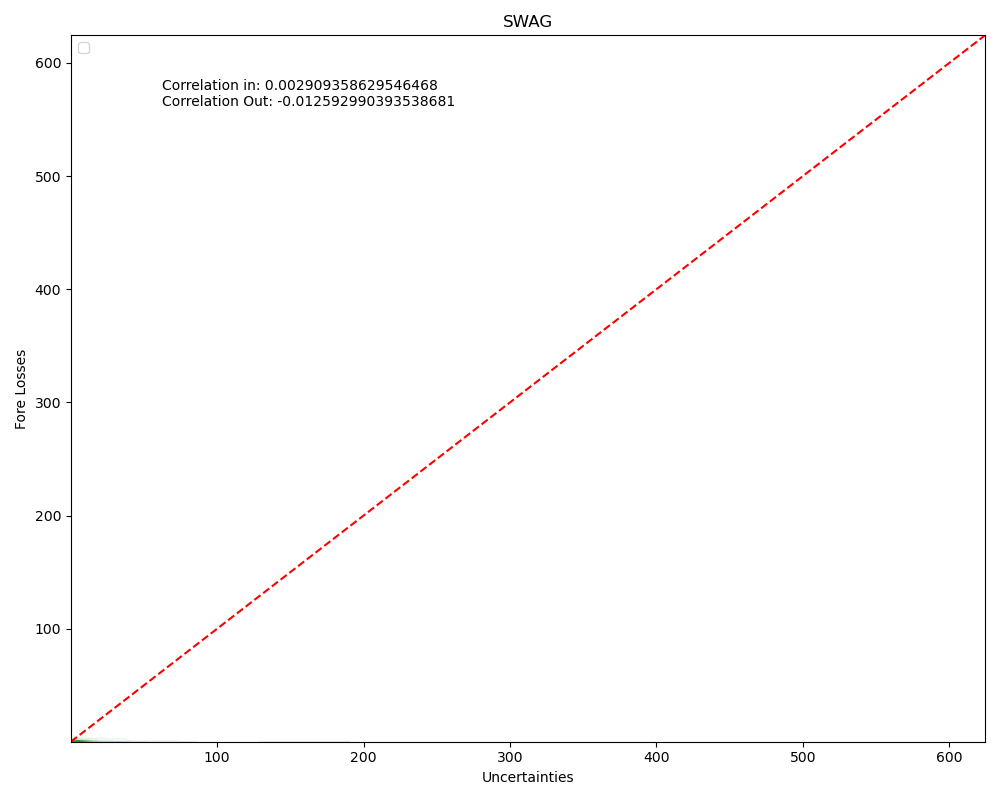 SWAG
600
Correlation in: 0.002909358629546468
Correlation Out: -0.012592990393538681
500
400
300
200
100
Fore Losses
100 200 300 400 500 600
Uncertainties